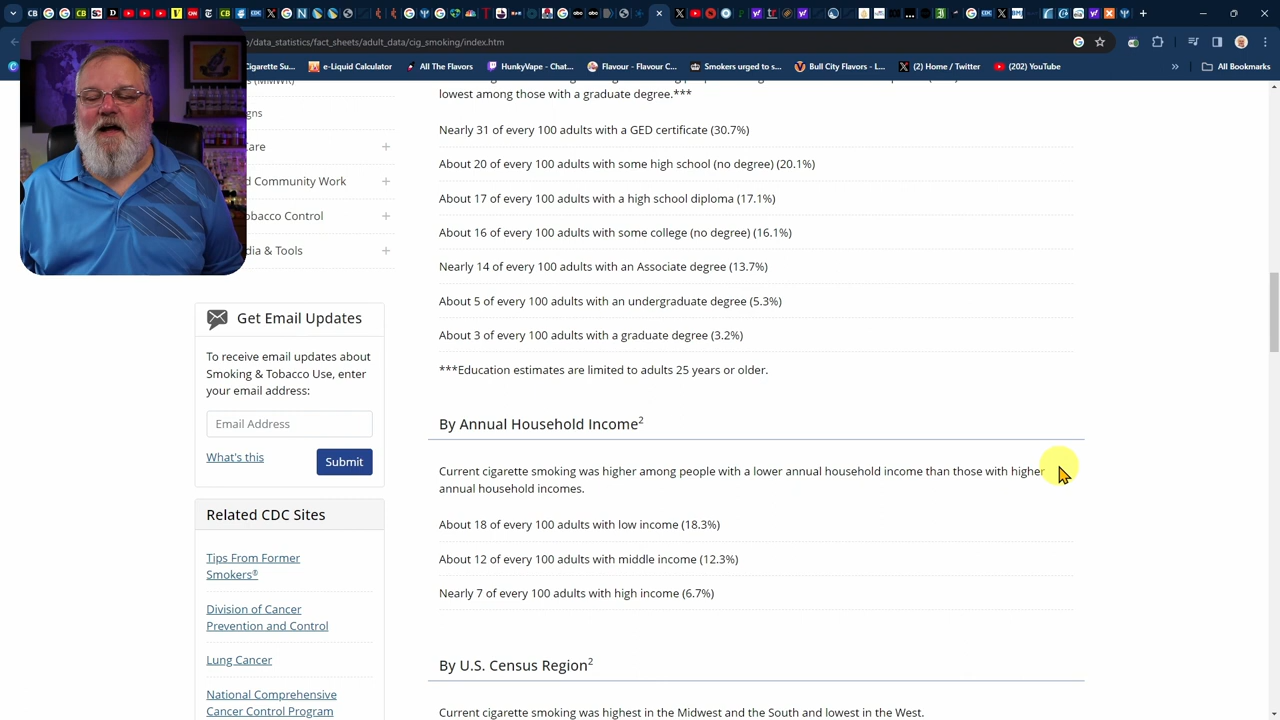 /data_statistics/fact_sheets/adult_data/cig_smoking/index.htm
Cigarette Su...
e-Liquid Calculator
All The Flavors
HunkyVape - Chat...
Flavour – Flavour C...
Smokers urged to s...
Bull City Flavors – L...
(2) Home / Twitter
(202) YouTube
All Bookmarks
(MMWR)
Care
d Community Work
obacco Control
dia & Tools
Get Email Updates
To receive email updates about
Smoking & Tobacco Use, enter
your email address:
Email Address
What's this
Submit
Related CDC Sites
Tips From Former
Smokers®
Division of Cancer
Prevention and Control
Lung Cancer
National Comprehensive
Cancer Control Program
lowest among those with a graduate degree.***
Nearly 31 of every 100 adults with a GED certificate (30.7%)
About 20 of every 100 adults with some high school (no degree) (20.1%)
About 17 of every 100 adults with a high school diploma (17.1%)
About 16 of every 100 adults with some college (no degree) (16.1%)
Nearly 14 of every 100 adults with an Associate degree (13.7%)
About 5 of every 100 adults with an undergraduate degree (5.3%)
About 3 of every 100 adults with a graduate degree (3.2%)
***Education estimates are limited to adults 25 years or older.
By Annual Household Income2
Current cigarette smoking was higher among people with a lower annual household income than those with higher
annual household incomes.
About 18 of every 100 adults with low income (18.3%)
About 12 of every 100 adults with middle income (12.3%)
Nearly 7 of every 100 adults with high income (6.7%)
By U.S. Census Region2
Current cigarette smoking was highest in the Midwest and the South and lowest in the West.